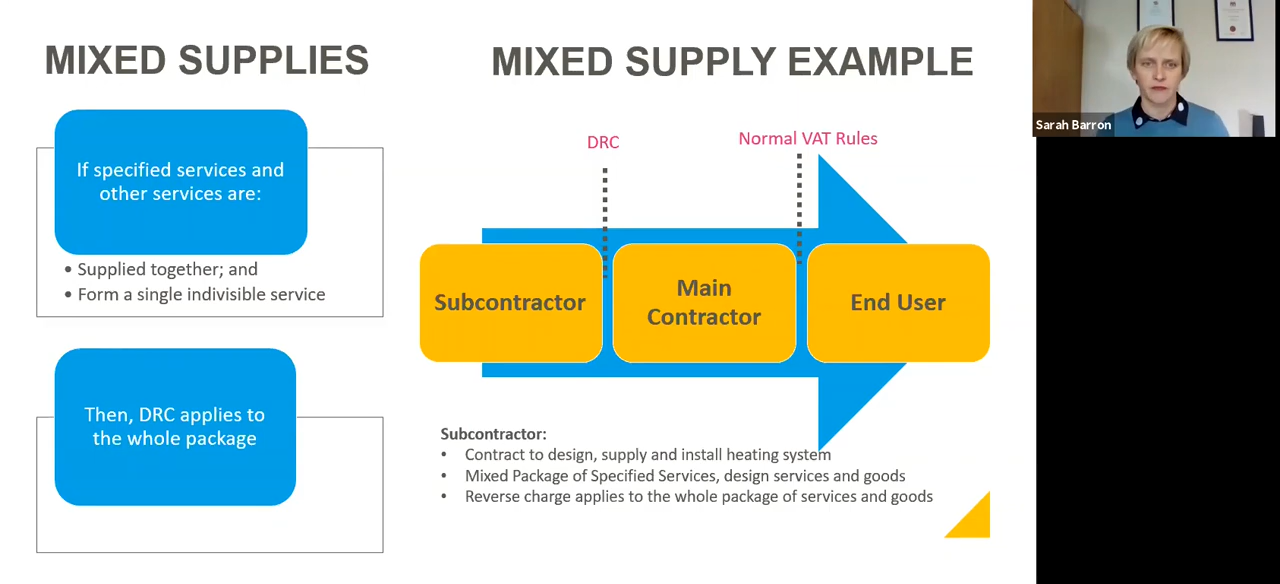 MIXED SUPPLIES
If specified services and
other services are:
• Supplied together; and
• Form a single indivisible service
Then, DRC applies to
the whole package
MIXED SUPPLY EXAMPLE
DRC
Normal VAT Rules
Subcontractor
Main
Contractor
End User
Subcontractor:
• Contract to design, supply and install heating system
• Mixed Package of Specified Services, design services and goods
• Reverse charge applies to the whole package of services and goods
Sarah Barron